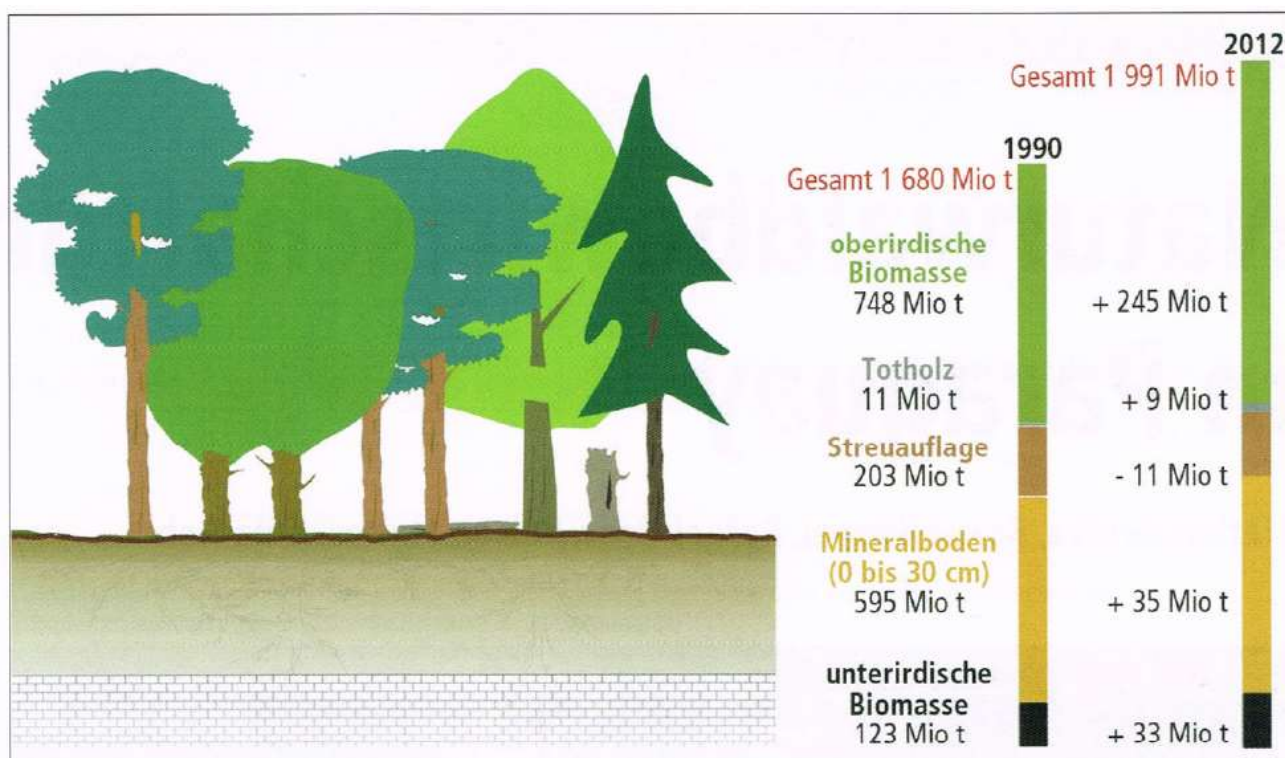 2012
Gesamt 1 991 Mio t
1990
Gesamt 1 680 Mio t
oberirdische
Biomasse
748 Mio t
+ 245 Mio t
Totholz
11 Mio t
+ 9 Mio t
Streuauflage
203 Mio t
- 11 Mio t
Mineralboden
(0 bis 30 cm)
595 Mio t
+ 35 Mio t
unterirdische
Biomasse
123 Mio t
+ 33 Mio t